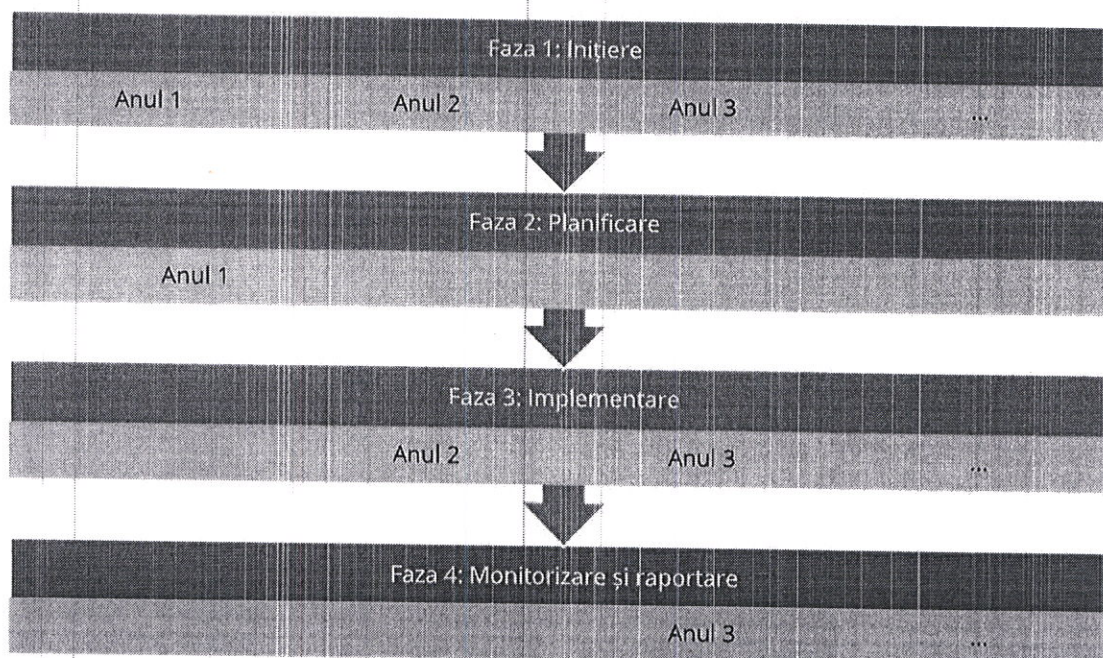 Faza 1: Inițiere
Anul 1 Anul 2 Anul 3 ...
Faza 2: Planificare
Anul 1
Faza 3: Implementare
Anul 2 Anul 3 ...
Faza 4: Monitorizare și raportare
Anul 3 ...